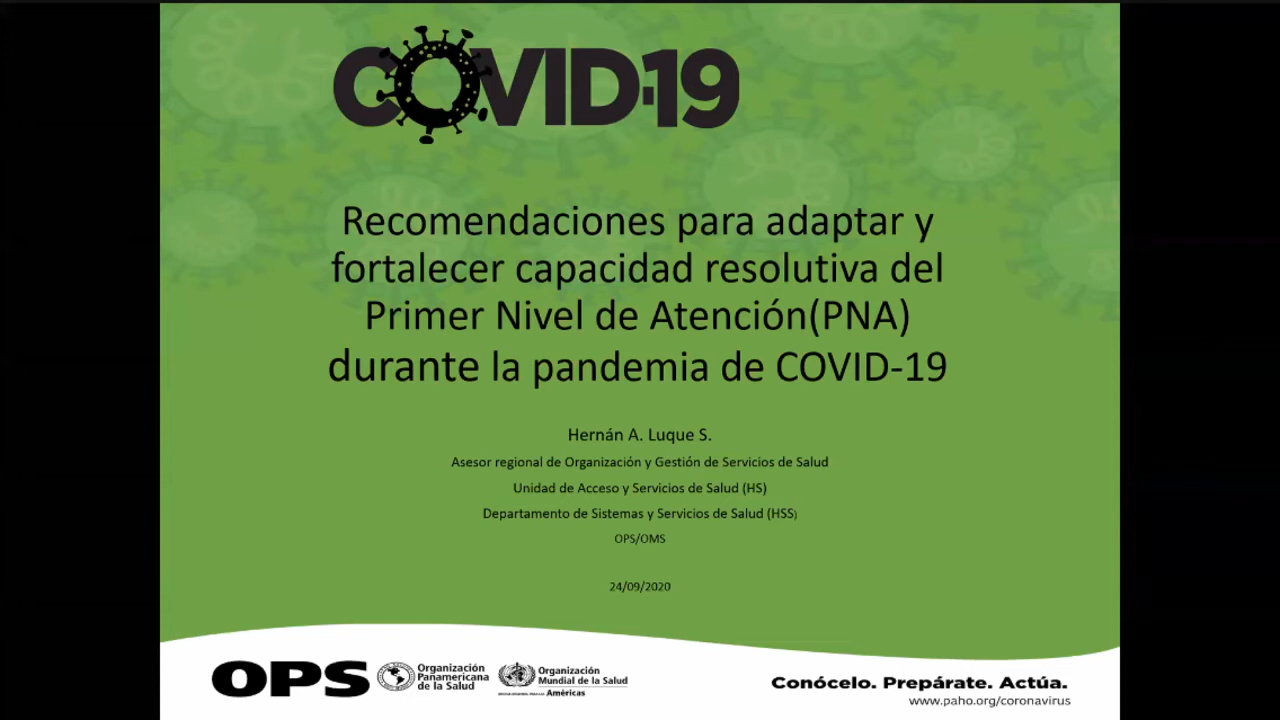 COVID-19
Recomendaciones para adaptar y
fortalecer capacidad resolutiva del
Primer Nivel de Atención(PNA)
durante la pandemia de COVID-19
Hernán A. Luque S.
Asesor regional de Organización y Gestión de Servicios de Salud
Unidad de Acceso y Servicios de Salud (HS)
Departamento de Sistemas y Servicios de Salud (HSS)
OPS/OMS
24/09/2020
OPS
Organización
Panamericana
de la Salud
Organización
Mundial de la Salud
Américas
Conócelo. Prepárate. Actúa.
www.paho.org/coronavirus